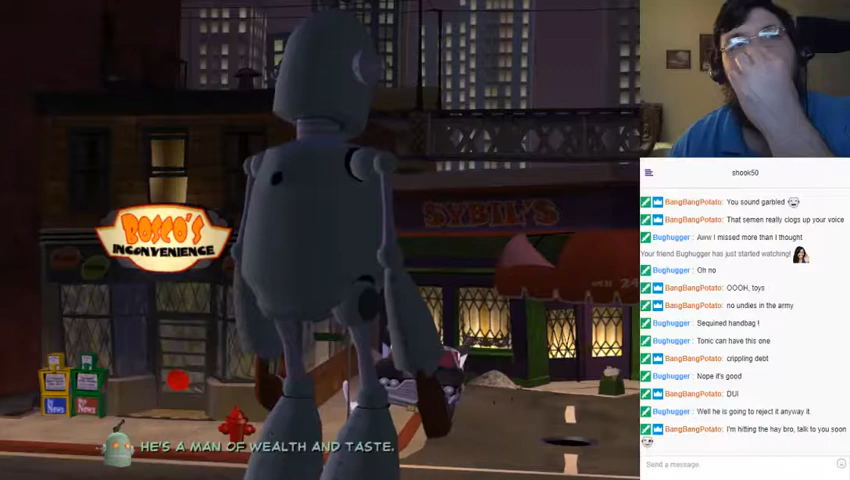 BOSCO'S
INCONVENIENCE
SYBIL'S
HE'S A MAN OF WEALTH AND TASTE.
shook50
BangBangPotato: You sound garbled
BangBangPotato: That semen really clogs up your voice
Bughugger: Aww I missed more than I thought
Your friend Bughugger has just started watching!
Bughugger: Oh no
BangBangPotato: OOOH, toys
BangBangPotato: no undies in the army
Bughugger: Sequined handbag !
Bughugger: Tonic can have this one
BangBangPotato: crippling debt
Bughugger: Nope it's good
BangBangPotato: DUI
Bughugger: Well he is going to reject it anyway it.
BangBangPotato: I'm hitting the hay bro, talk to you soon
Send a message